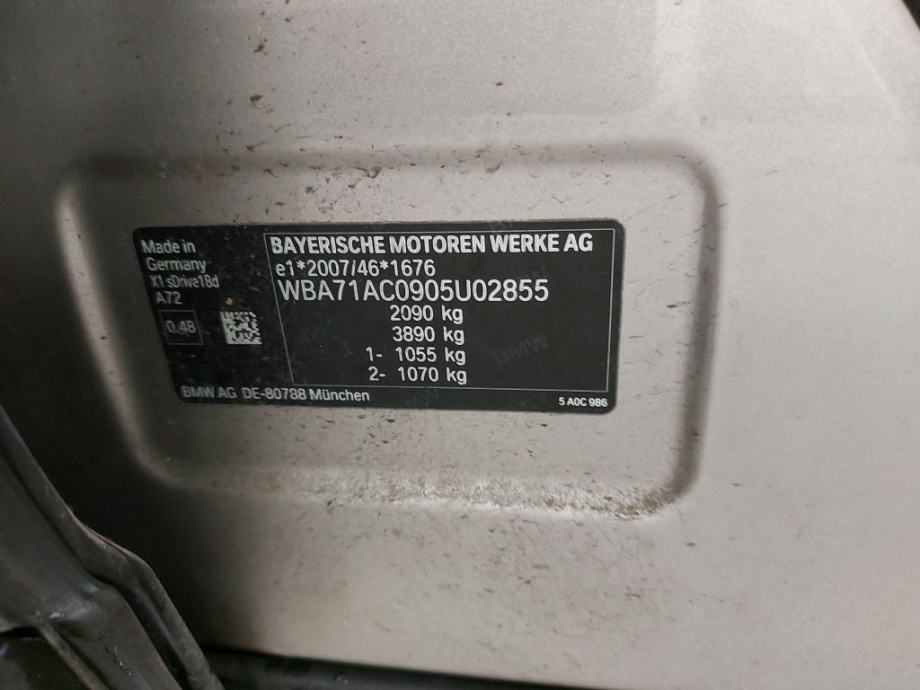 Made in
Germany
X1 sDrive18d
A72
0.48
BAYERISCHE MOTOREN WERKE AG
e1*2007/46*1676
WBA71AC0905U02855
2090 kg
3890 kg
1- 1055 kg
2- 1070 kg
BMW
BMW AG DE-80788 München
5 A0C 986